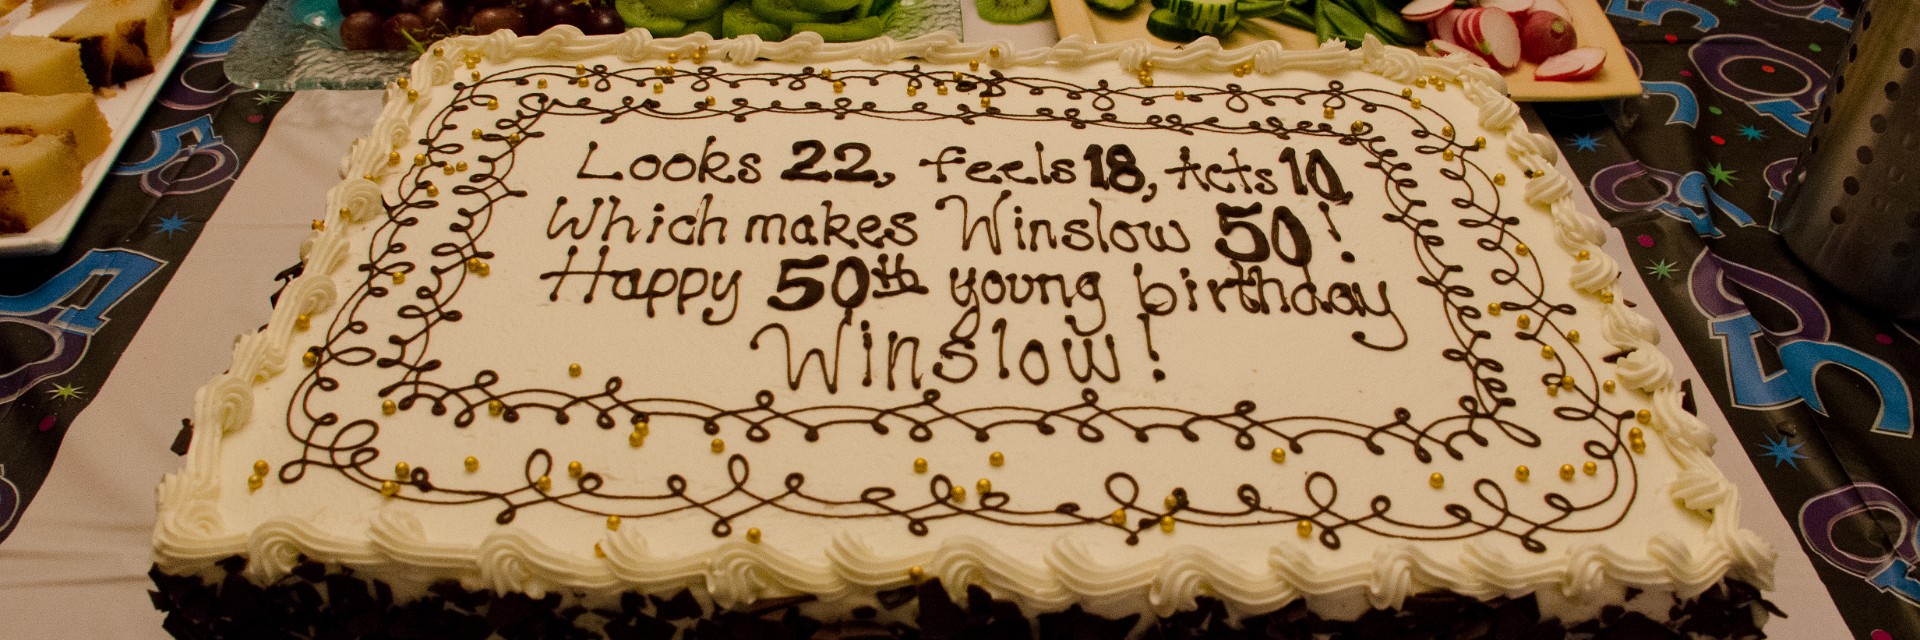 Looks 22, feels 18, Acts 10,
Which makes Winslow 50!
Happy 50th young birthday
Winslow!